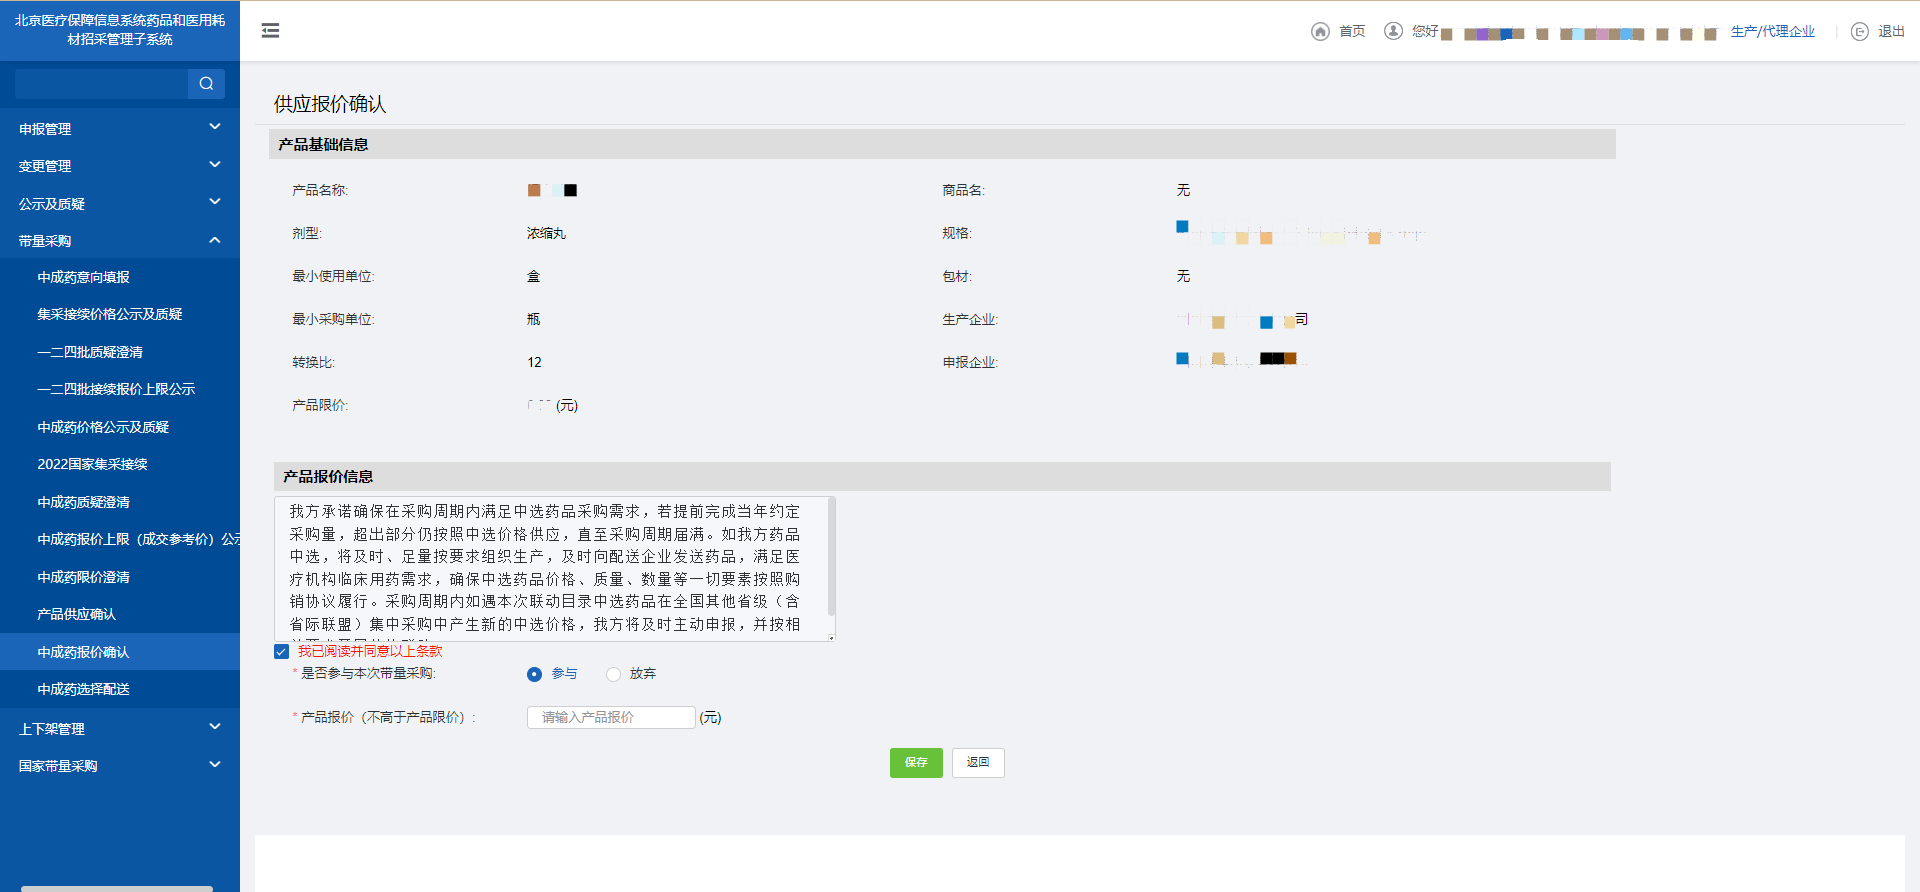 北京医疗保障信息系统药品和医用耗
材招采管理子系统
首页
您好
生产/代理企业
退出
申报管理
变更管理
公示及质疑
带量采购
中成药意向填报
集采接续价格公示及质疑
一二四批质疑澄清
一二四批接续报价上限公示
中成药价格公示及质疑
2022国家集采接续
中成药质疑澄清
中成药报价上限（成交参考价）公示
中成药限价澄清
产品供应确认
中成药报价确认
中成药选择配送
上下架管理
国家带量采购
供应报价确认
产品基础信息
产品名称:
商品名: 无
剂型: 浓缩丸
规格:
最小使用单位: 盒
包材: 无
最小采购单位: 瓶
生产企业: 司
转换比: 12
申报企业:
产品限价: (元)
产品报价信息
我方承诺确保在采购周期内满足中选药品采购需求，若提前完成当年约定
采购量，超出部分仍按照中选价格供应，直至采购周期届满。如我方药品
中选，将及时、足量按要求组织生产，及时向配送企业发送药品，满足医
疗机构临床用药需求，确保中选药品价格、质量、数量等一切要素按照购
销协议履行。采购周期内如遇本次联动目录中选药品在全国其他省级（含
省际联盟）集中采购中产生新的中选价格，我方将及时主动申报，并按相
我已阅读并同意以上条款
* 是否参与本次带量采购: 参与 放弃
* 产品报价（不高于产品限价）: 请输入产品报价 (元)
保存 返回